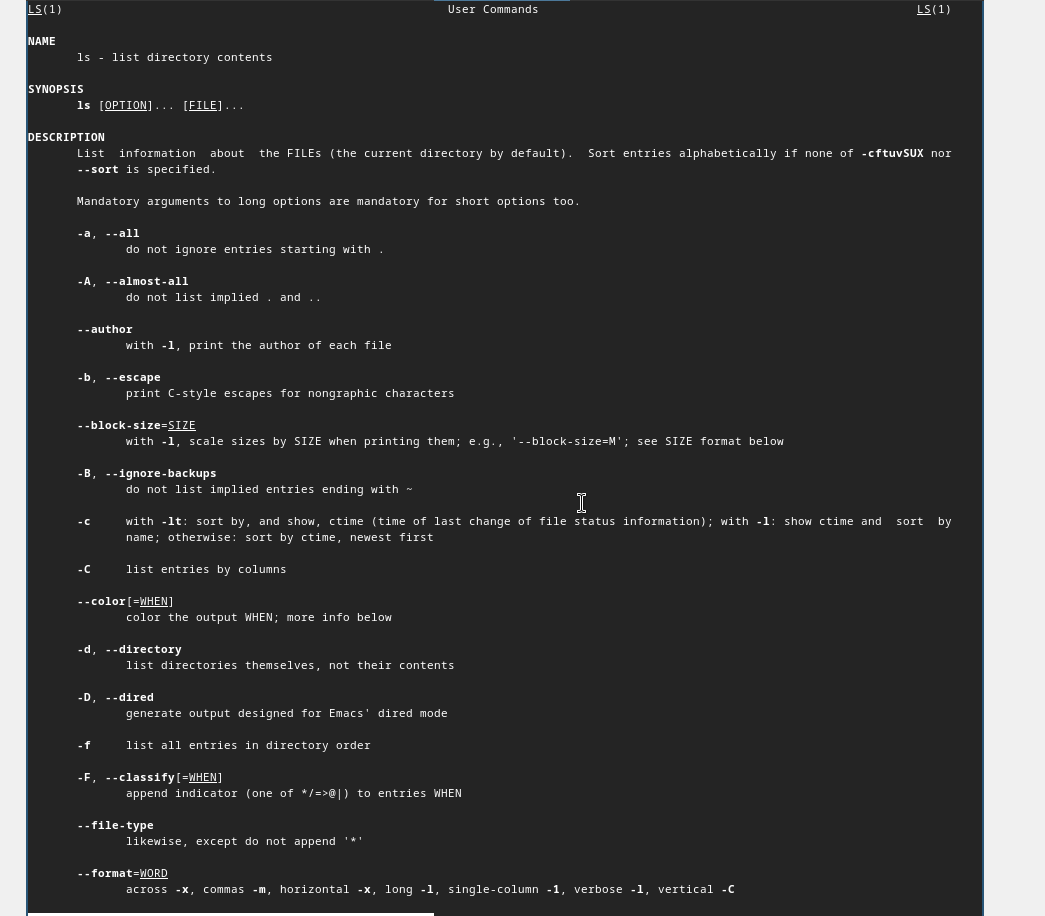 LS(1) User Commands LS(1)
NAME
ls - list directory contents
SYNOPSIS
ls [OPTION]... [FILE]...
DESCRIPTION
List information about the FILEs (the current directory by default). Sort entries alphabetically if none of -cftuvSUX nor
--sort is specified.
Mandatory arguments to long options are mandatory for short options too.
-a, --all
do not ignore entries starting with .
-A, --almost-all
do not list implied . and ..
--author
with -l, print the author of each file
-b, --escape
print C-style escapes for nongraphic characters
--block-size=SIZE
with -l, scale sizes by SIZE when printing them; e.g., '--block-size=M'; see SIZE format below
-B, --ignore-backups
do not list implied entries ending with ~
-c with -lt: sort by, and show, ctime (time of last change of file status information); with -l: show ctime and sort by
name; otherwise: sort by ctime, newest first
-C list entries by columns
--color[=WHEN]
color the output WHEN; more info below
-d, --directory
list directories themselves, not their contents
-D, --dired
generate output designed for Emacs' dired mode
-f list all entries in directory order
-F, --classify[=WHEN]
append indicator (one of */=>@|) to entries WHEN
--file-type
likewise, except do not append '*'
--format=WORD
across -x, commas -m, horizontal -x, long -l, single-column -1, verbose -l, vertical -C